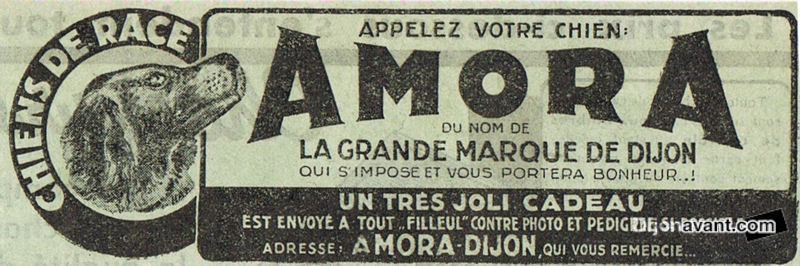 CHIENS DE RACE
APPELEZ VOTRE CHIEN:
AMORA
DU NOM DE
LA GRANDE MARQUE DE DIJON
QUI S'IMPOSE ET VOUS PORTERA BONHEUR..!
UN TRÈS JOLI CADEAU
EST ENVOYÉ A TOUT „FILLEUL" CONTRE PHOTO ET PEDIGREE SI
ADRESSE: AMORA-DIJON, QUI VOUS REMERCIE...
Dijonavant.com